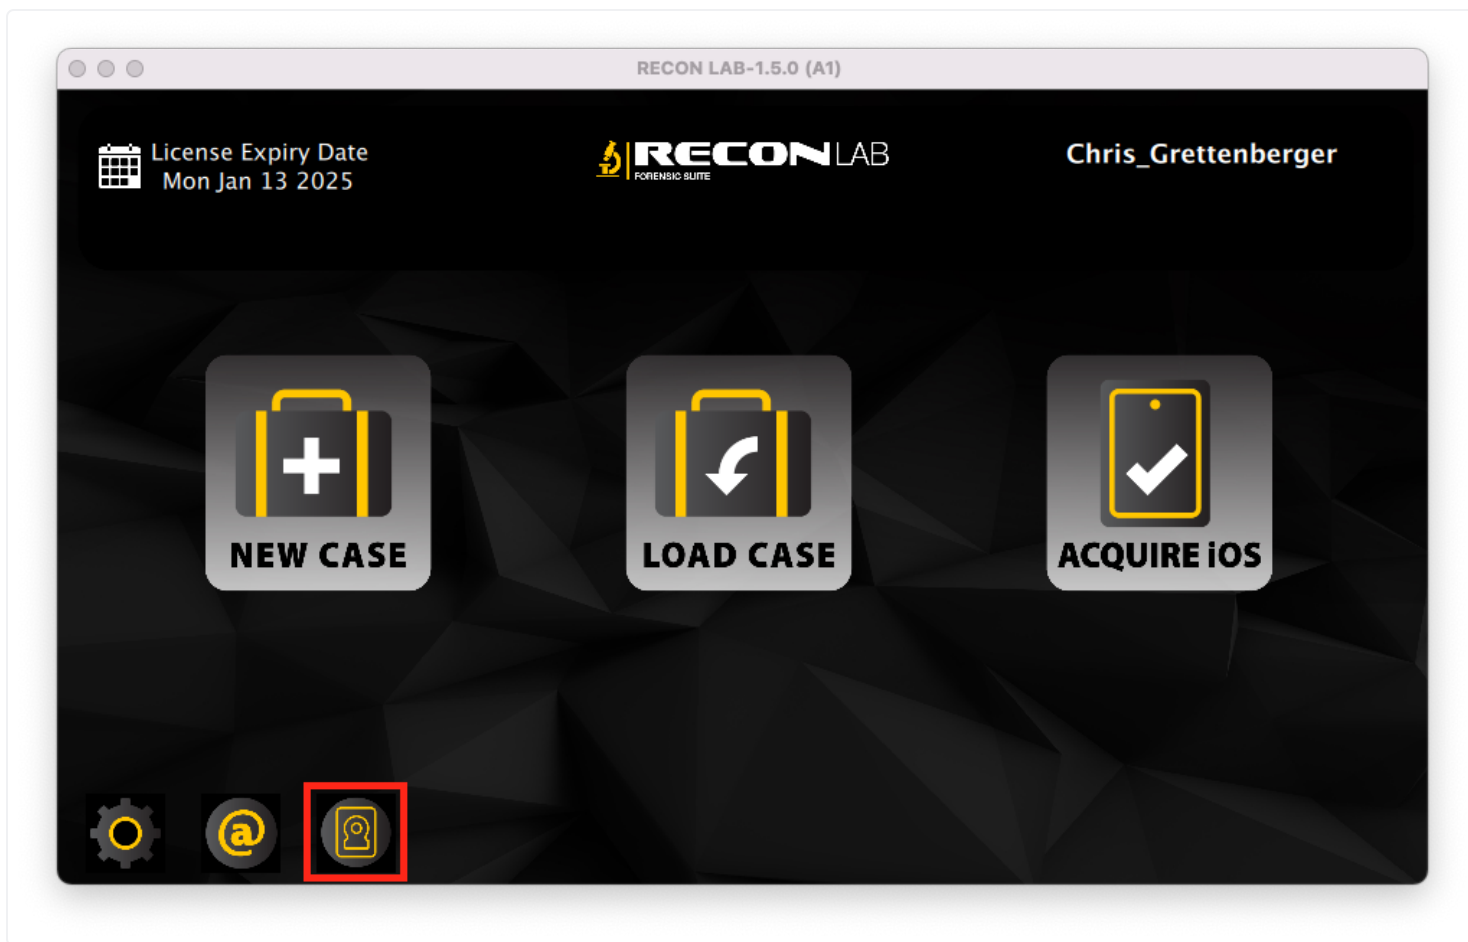 RECON LAB-1.5.0 (A1)
License Expiry Date
Mon Jan 13 2025
RECON LAB
FORENSIC SUITE
Chris_Grettenberger
NEW CASE
LOAD CASE
ACQUIRE iOS
@